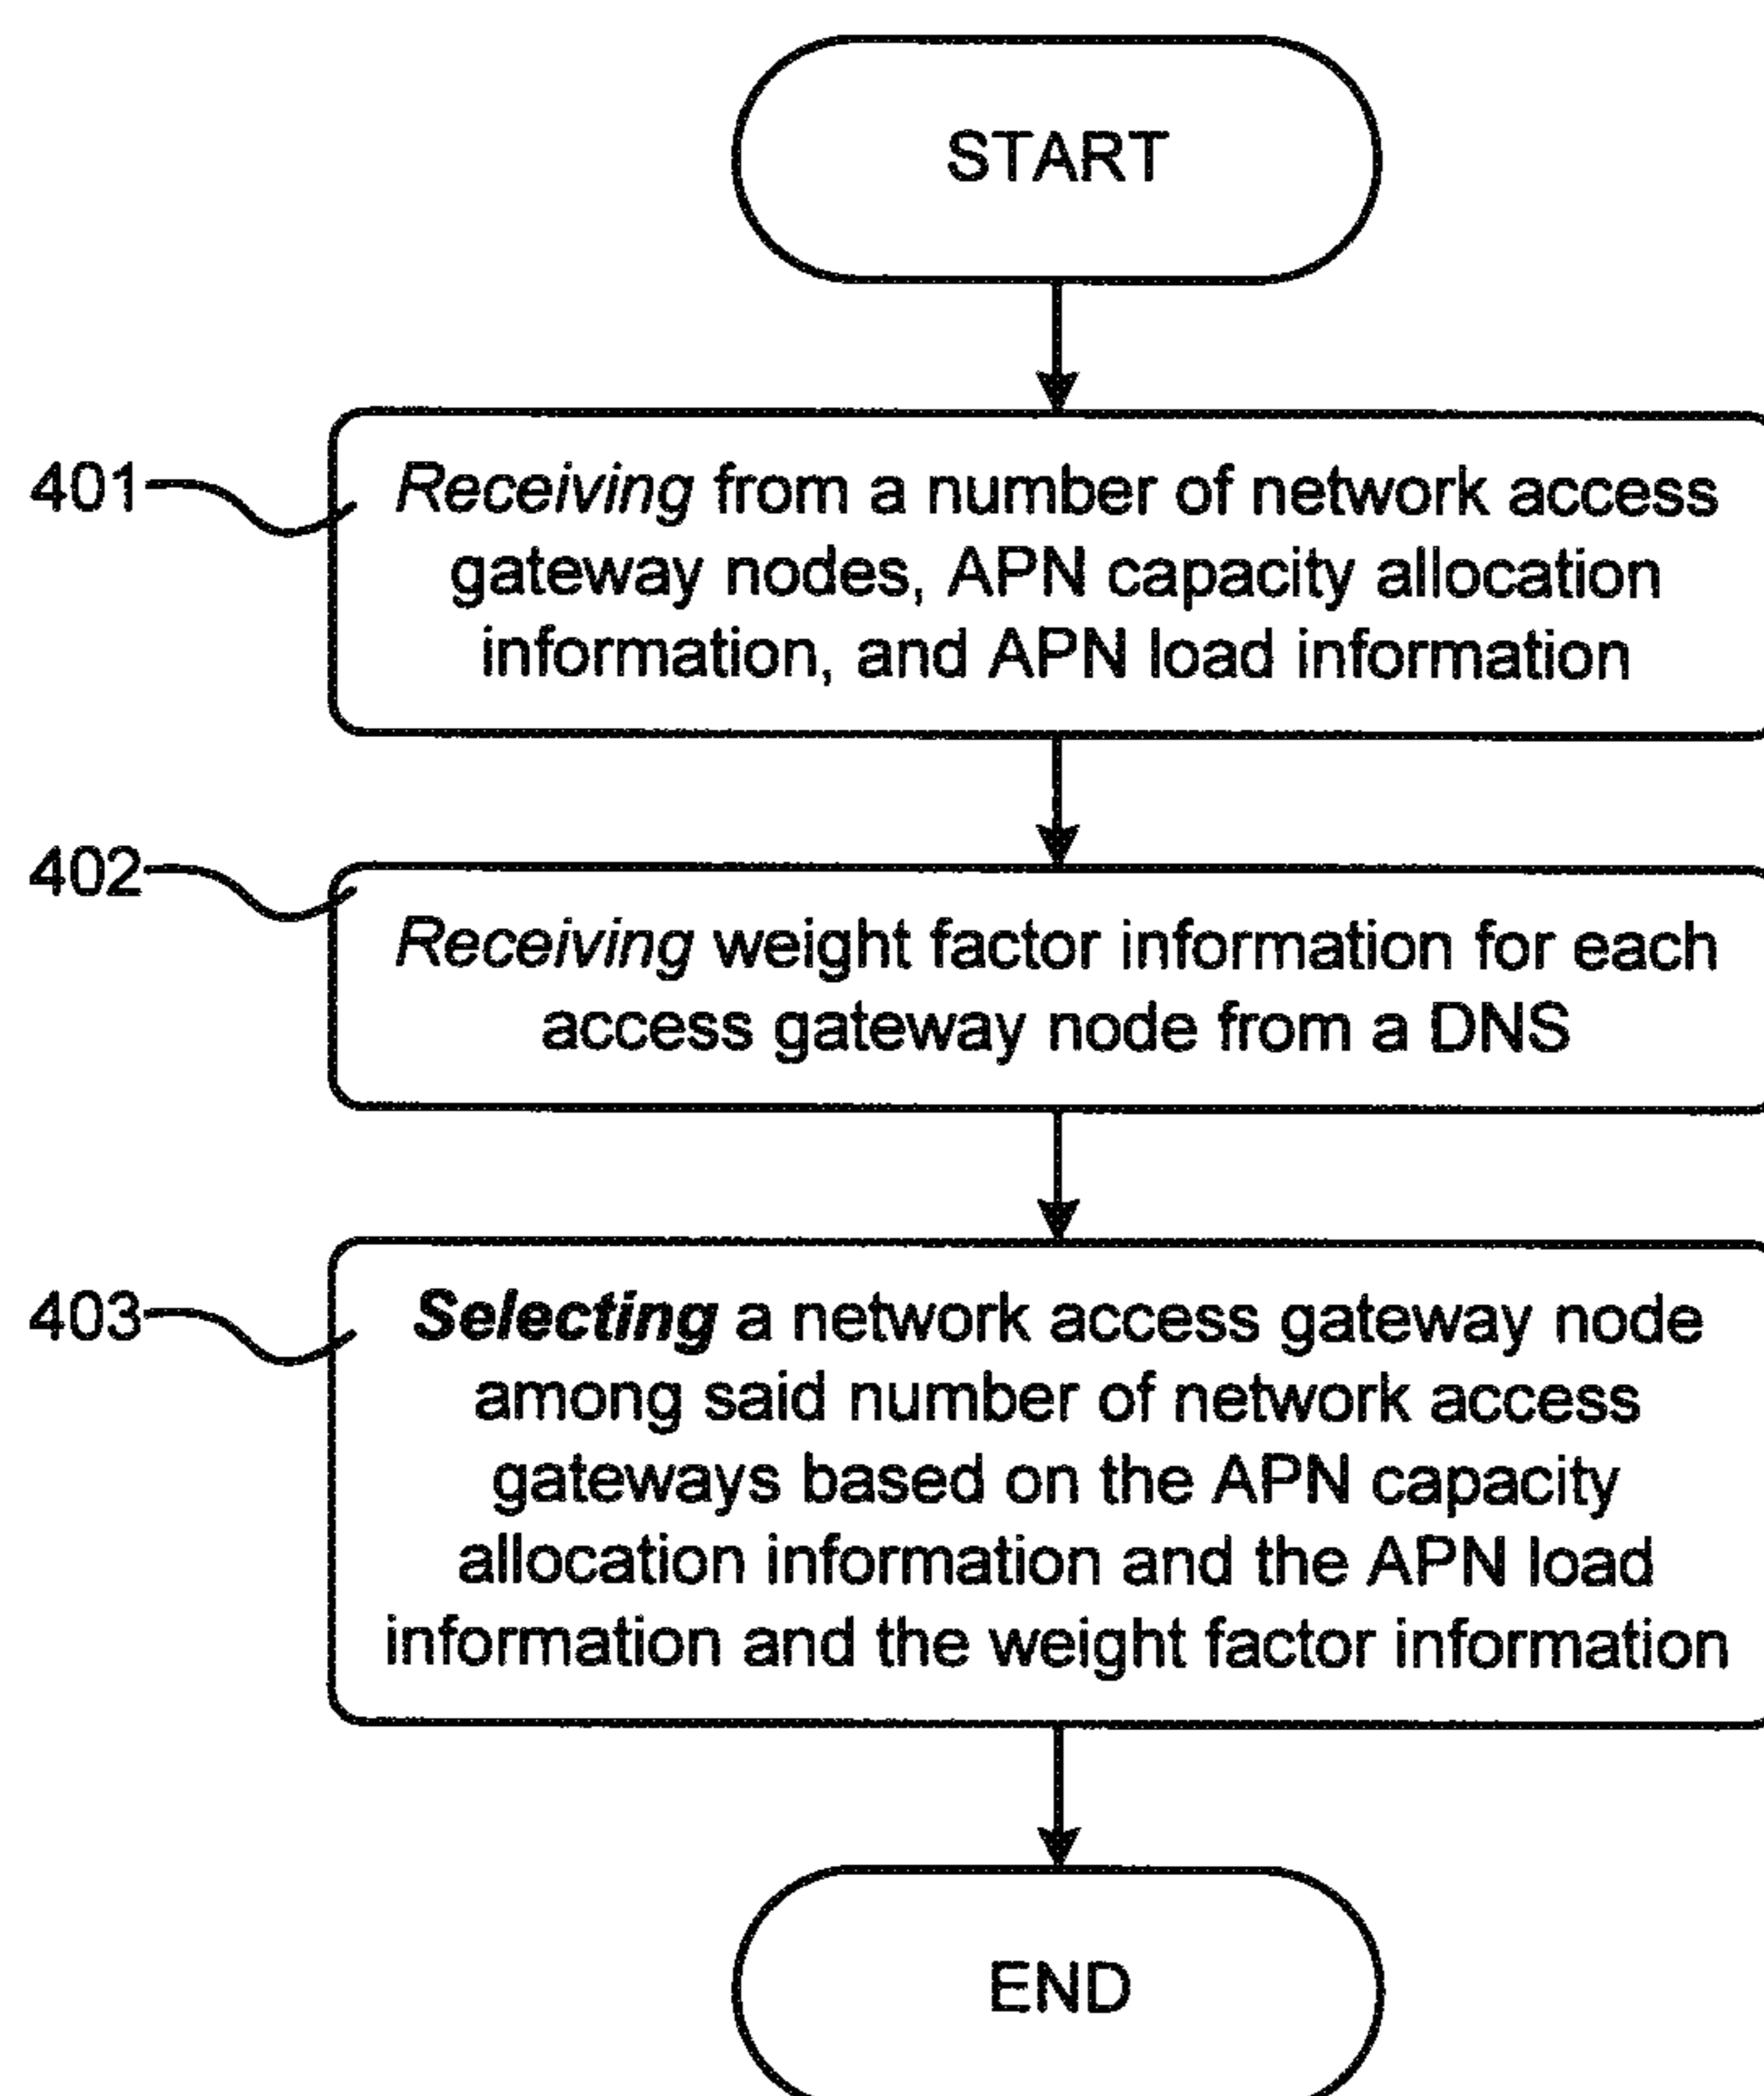 START
401
Receiving from a number of network access
gateway nodes, APN capacity allocation
information, and APN load information
402
Receiving weight factor information for each
access gateway node from a DNS
403
Selecting a network access gateway node
among said number of network access
gateways based on the APN capacity
allocation information and the APN load
information and the weight factor information
END